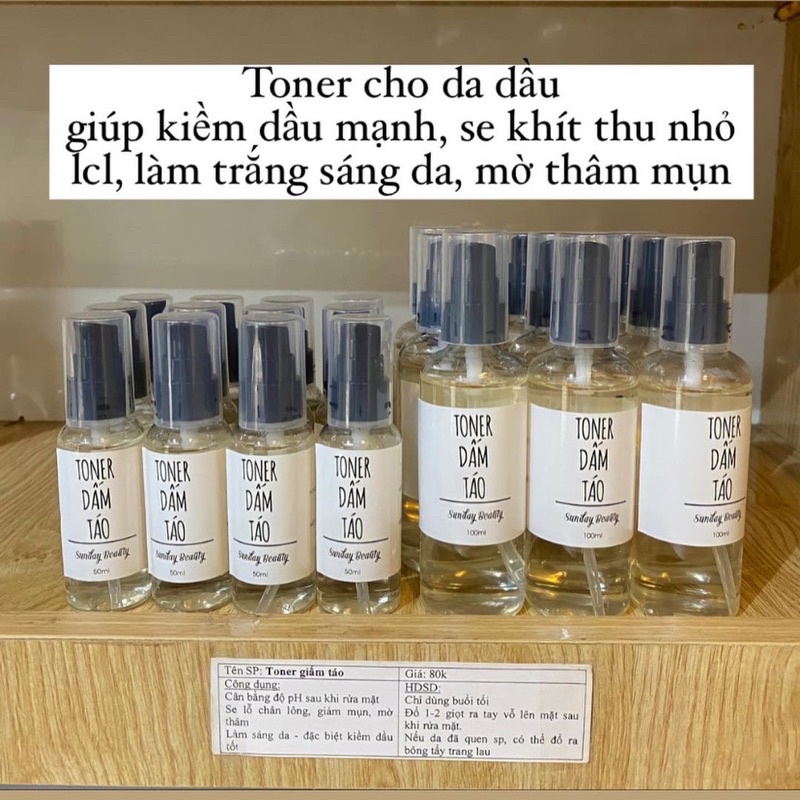 Toner cho da dầu
giúp kiềm dầu mạnh, se khít thu nhỏ
lcl, làm trắng sáng da, mờ thâm mụn
TONER
DẤM
TÁO
Sunday Beauty
50ml
TONER
DẤM
TÁO
Sunday Beauty
50ml
TONER
DẤM
TÁO
Sunday Beauty
50ml
TONER
DẤM
TÁO
Sunday Beauty
50ml
TONER
DẤM
TÁO
Sunday Beauty
100ml
TONER
DẤM
TÁO
Sunday Beauty
100ml
TONER
DẤM
TÁO
Sunday Beauty
100ml
Tên SP: Toner giấm táo
Công dụng:
Cân bằng độ pH sau khi rửa mặt
Se lỗ chân lông, giảm mụn, mờ
thâm
Làm sáng da - đặc biệt kiềm dầu
tốt
Giá: 80k
HDSD:
Chỉ dùng buổi tối
Đổ 1-2 giọt ra tay vỗ lên mặt sau
khi rửa mặt.
Nếu da đã quen sp, có thể đổ ra
bông tẩy trang lau